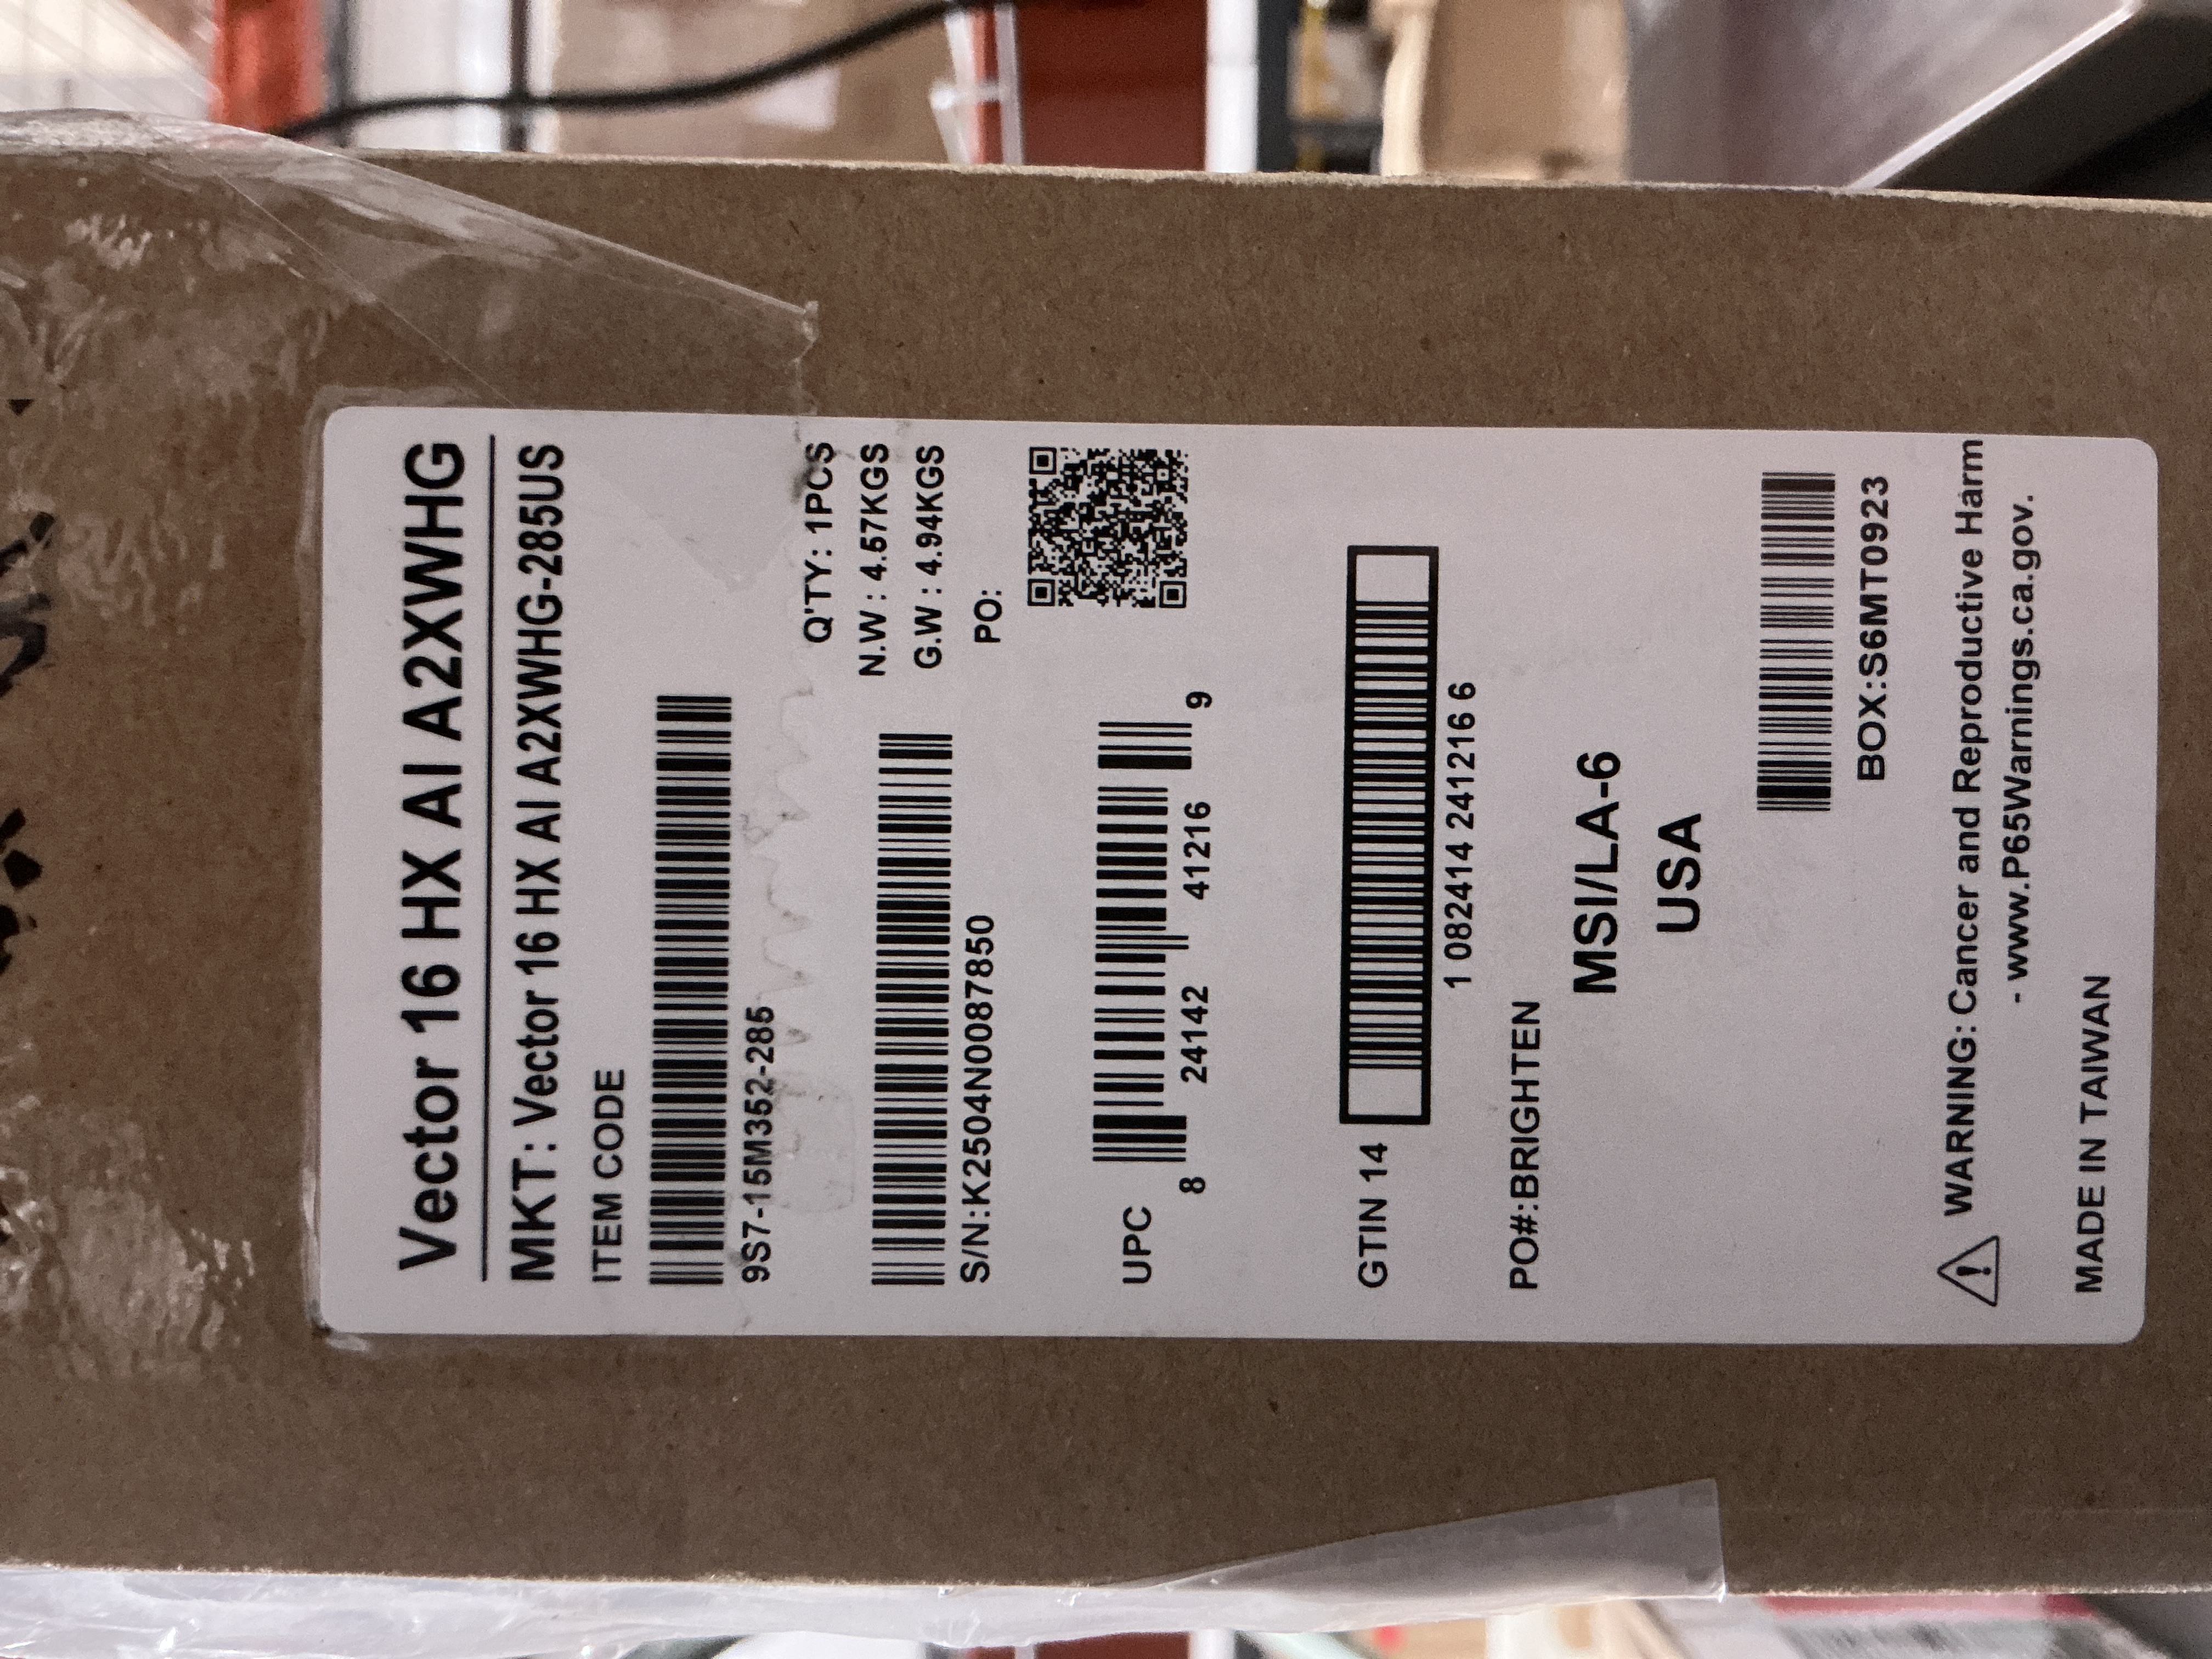 Vector 16 HX AI A2XWHG
MKT: Vector 16 HX AI A2XWHG-285US
ITEM CODE
9S7-15M352-285
Q'TY: 1PCS
N.W : 4.57KGS
G.W : 4.94KGS
PO:
S/N:K2504N0087850
UPC
8 24142 41216 9
GTIN 14
1 082414 241216 6
PO#:BRIGHTEN
MSI/LA-6
USA
BOX:S6MT0923
WARNING: Cancer and Reproductive Harm
- www.P65Warnings.ca.gov.
MADE IN TAIWAN